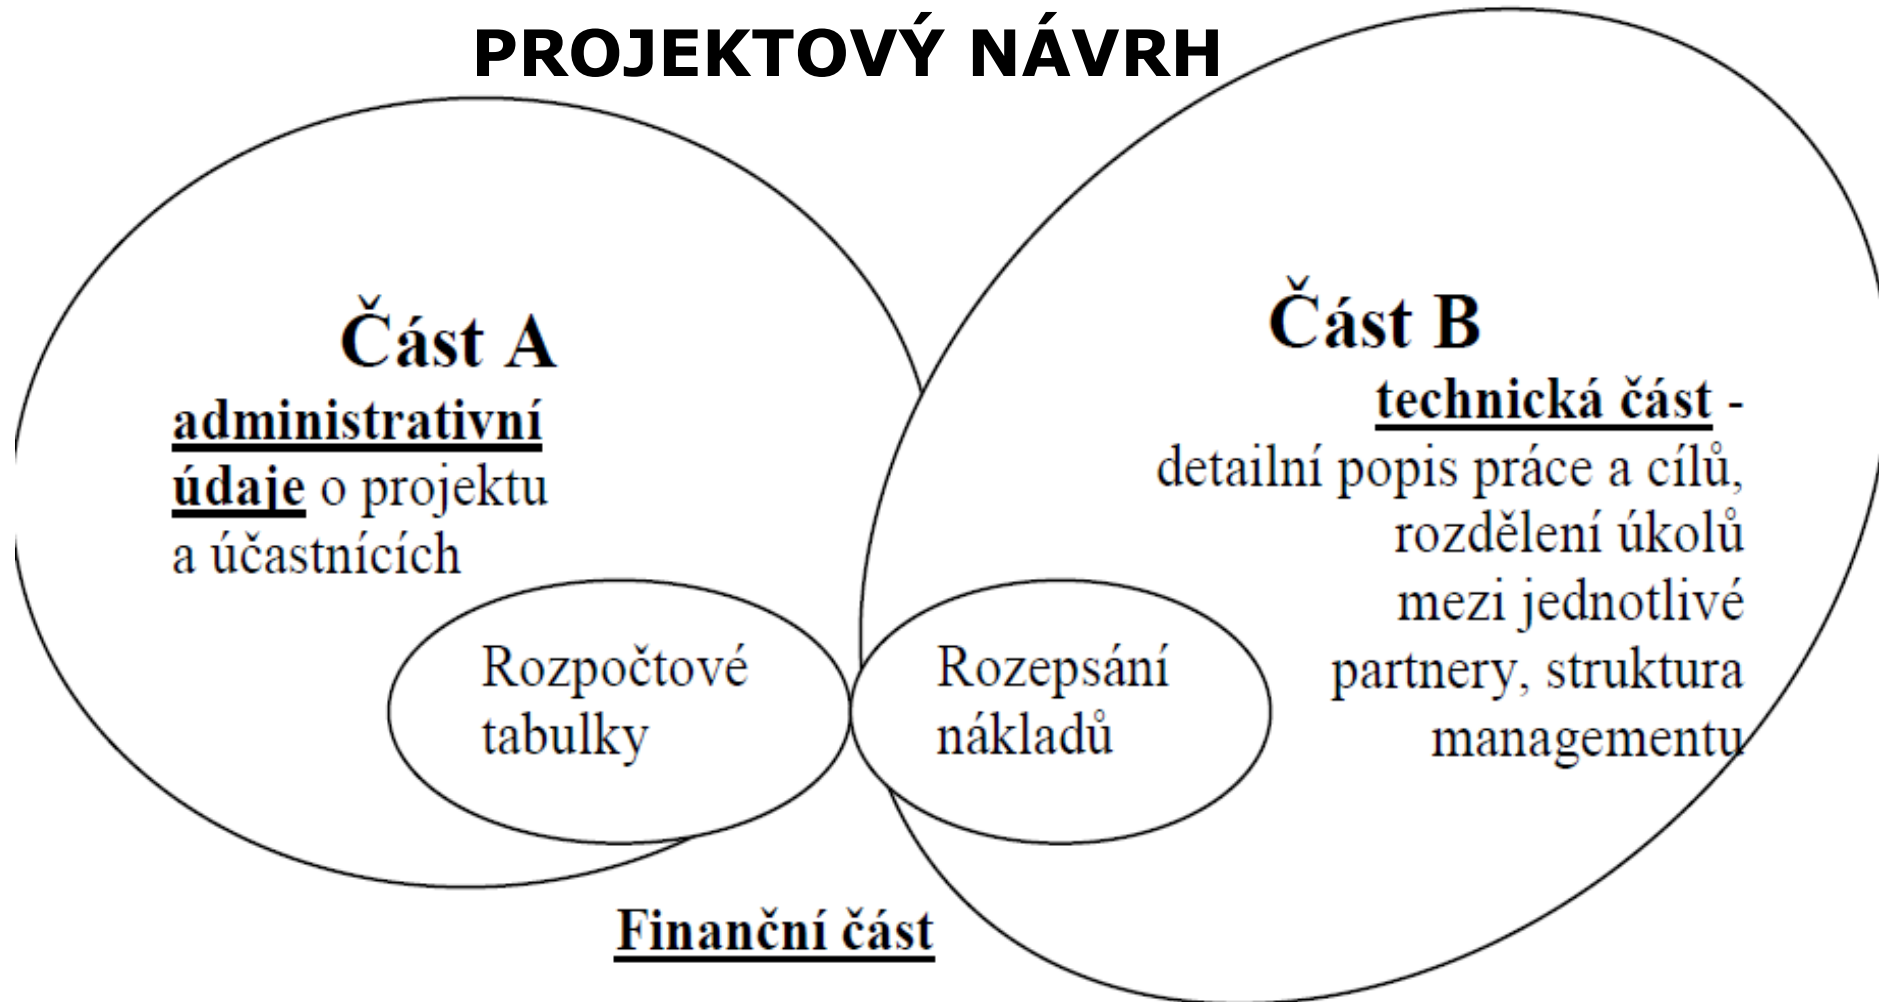 PROJEKTOVÝ NÁVRH
Část A
administrativní
údaje o projektu
a účastnících
Rozpočtové
tabulky
Část B
technická část -
detailní popis práce a cílů,
rozdělení úkolů
mezi jednotlivé
partnery, struktura
managementu
Rozepsání
nákladů
Finanční část